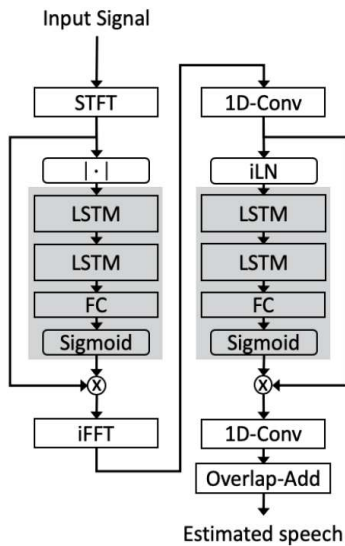 Input Signal
STFT
|·|
LSTM
LSTM
FC
Sigmoid
X
iFFT
1D-Conv
iLN
LSTM
LSTM
FC
Sigmoid
X
1D-Conv
Overlap-Add
Estimated speech